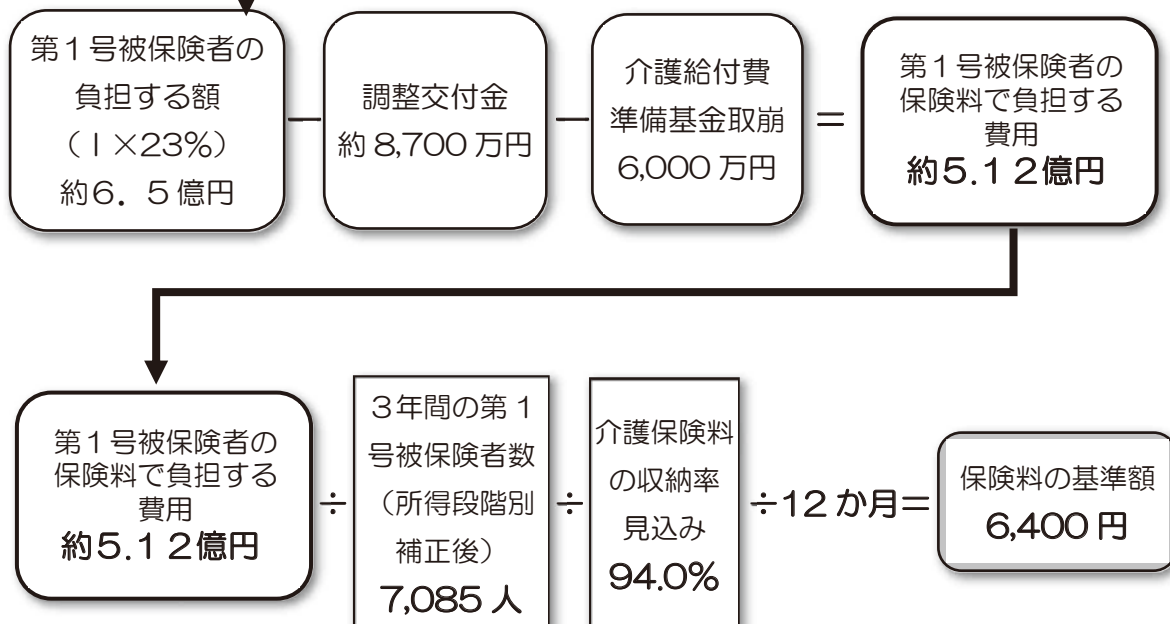 第1号被保険者の
負担する額
（Ｉ×23%）
約6．5億円
－
調整交付金
約 8,700 万円
－
介護給付費
準備基金取崩
6,000 万円
＝
第1号被保険者の
保険料で負担する
費用
約5.12億円
第1号被保険者の
保険料で負担する
費用
約5.12億円
÷
3年間の第1
号被保険者数
（所得段階別
補正後）
7,085 人
÷
介護保険料
の収納率
見込み
94.0%
÷12 か月＝
保険料の基準額
6,400 円